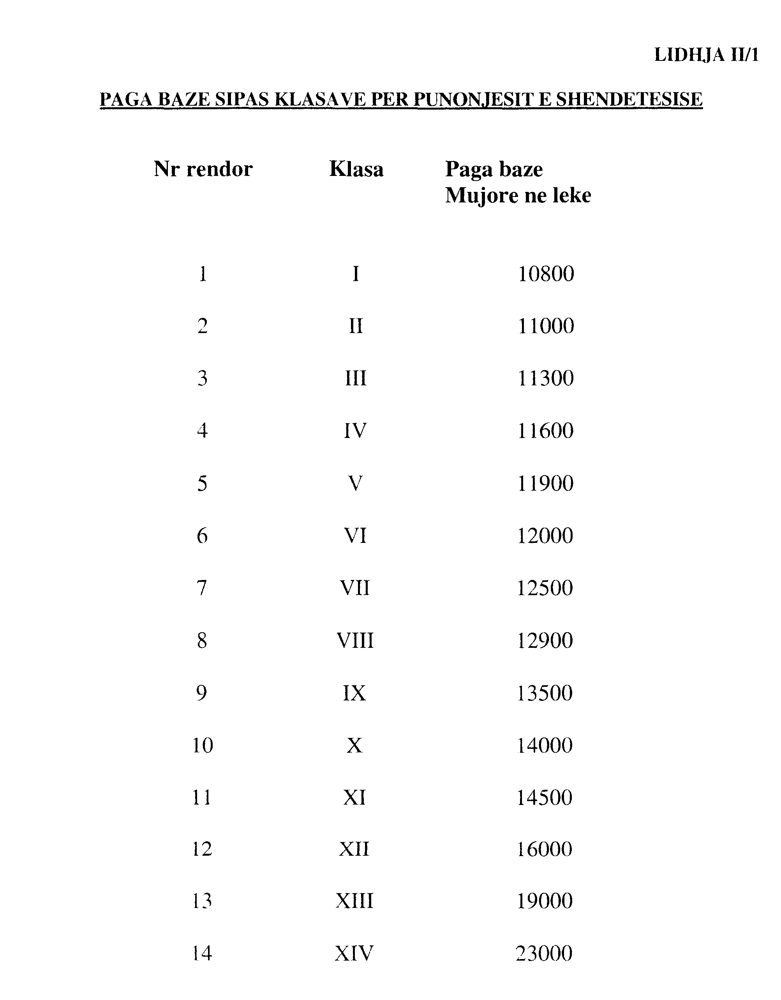 LIDHJA II/1
PAGA BAZE SIPAS KLASAVE PER PUNONJESIT E SHENDETESISE
Nr rendor Klasa Paga baze
Mujore ne leke
1 I 10800
2 II 11000
3 III 11300
4 IV 11600
5 V 11900
6 VI 12000
7 VII 12500
8 VIII 12900
9 IX 13500
10 X 14000
11 XI 14500
12 XII 16000
13 XIII 19000
14 XIV 23000